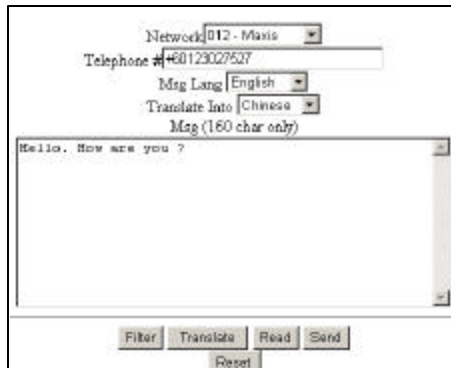 Network 012 - Maxis
Telephone # +60123027527
Msg Lang English
Translate Into Chinese
Msg (160 char only)
Hello. How are you ?
Filter Translate Read Send
Reset